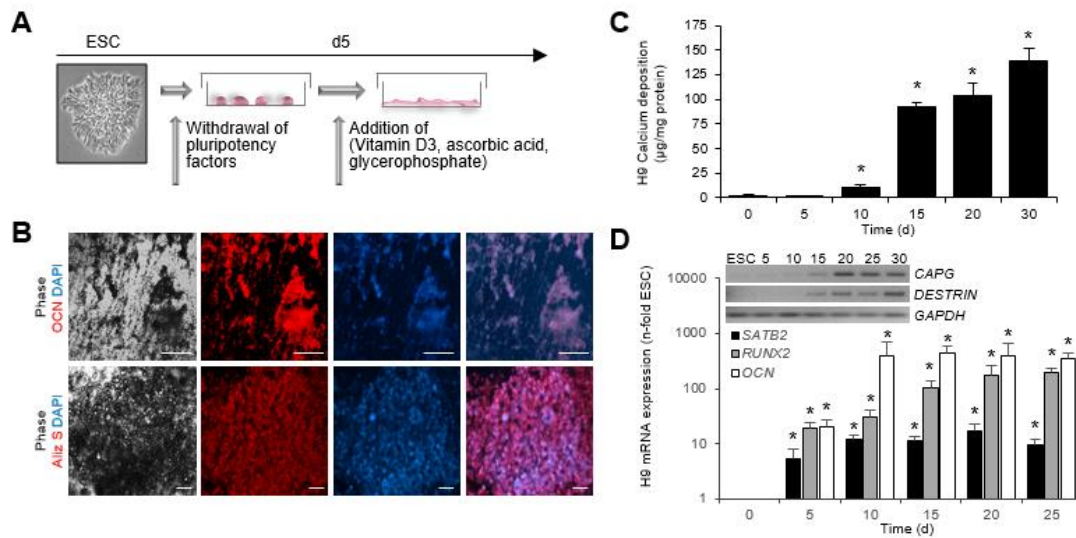 A
ESC d5
Withdrawal of
pluripotency
factors
Addition of
(Vitamin D3, ascorbic acid,
glycerophosphate)
B
Phase
OCN DAPI
Phase
Aliz S DAPI
C
H9 Calcium deposition
(µg/mg protein)
175
150
125
100
75
50
25
0
* * * * *
0 5 10 15 20 30
Time (d)
D
H9 mRNA expression (n-fold ESC)
10000
1000
100
10
1
ESC 5 10 15 20 25 30
CAPG
DESTRIN
GAPDH
SATB2
RUNX2
OCN
* * * * * * * * * * * * * * *
0 5 10 15 20 25
Time (d)